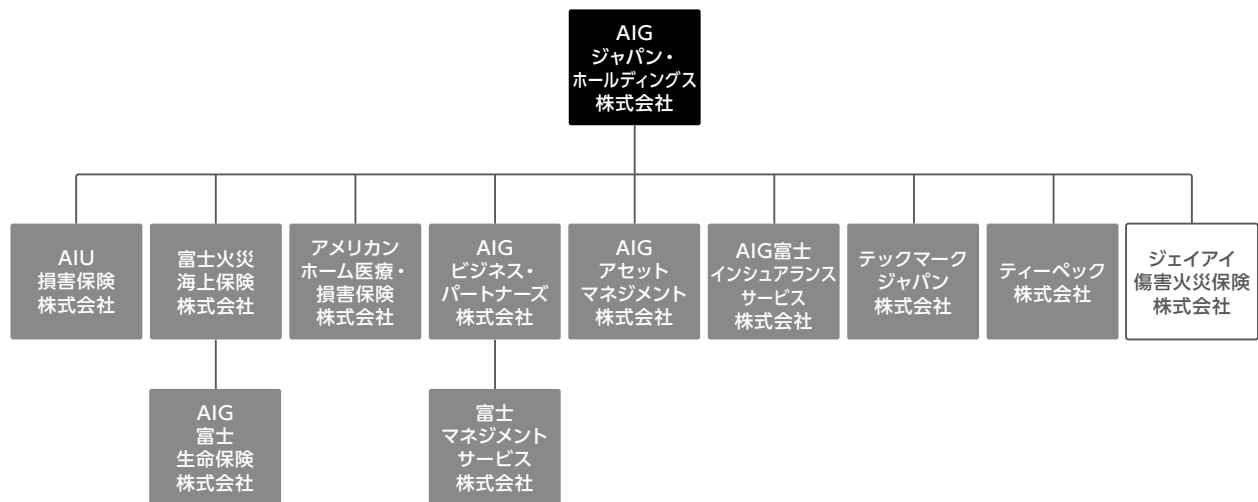 AIG
ジャパン・
ホールディングス
株式会社
AIU
損害保険
株式会社
富士火災
海上保険
株式会社
アメリカン
ホーム医療・
損害保険
株式会社
AIG
ビジネス・
パートナーズ
株式会社
AIG
アセット
マネジメント
株式会社
AIG富士
インシュアランス
サービス
株式会社
テックマーク
ジャパン
株式会社
ティーペック
株式会社
ジェイアイ
傷害火災保険
株式会社
AIG
富士
生命保険
株式会社
富士
マネジメント
サービス
株式会社